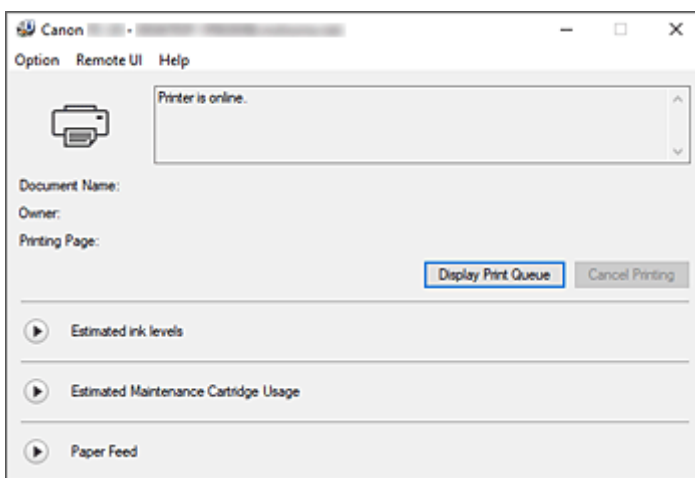 Canon
Option Remote UI Help
Printer is online.
Document Name:
Owner:
Printing Page:
Display Print Queue Cancel Printing
Estimated ink levels
Estimated Maintenance Cartridge Usage
Paper Feed